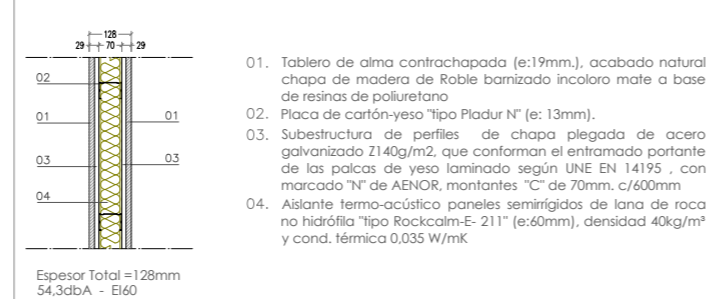 128
29 70 29
02
01 01
03 03
04
01. Tablero de alma contrachapada (e:19mm.), acabado natural
chapa de madera de Roble barnizado incoloro mate a base
de resinas de poliuretano
02. Placa de cartón-yeso "tipo Pladur N" (e: 13mm).
03. Subestructura de perfiles de chapa plegada de acero
galvanizado Z140g/m2, que conforman el entramado portante
de las palcas de yeso laminado según UNE EN 14195 , con
marcado "N" de AENOR, montantes "C" de 70mm. c/600mm
04. Aislante termo-acústico paneles semirrígidos de lana de roca
no hidrófila "tipo Rockcalm-E- 211" (e:60mm), densidad 40kg/m³
y cond. térmica 0,035 W/mK
Espesor Total =128mm
54,3dbA - EI60